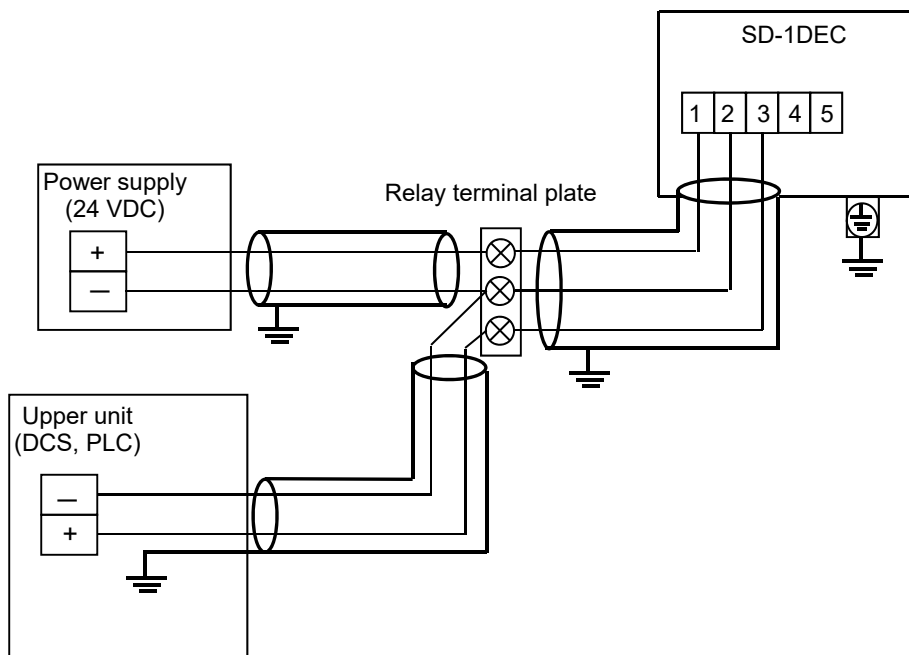 SD-1DEC
1 2 3 4 5
Power supply
(24 VDC)
+
—
Relay terminal plate
Upper unit
(DCS, PLC)
—
+